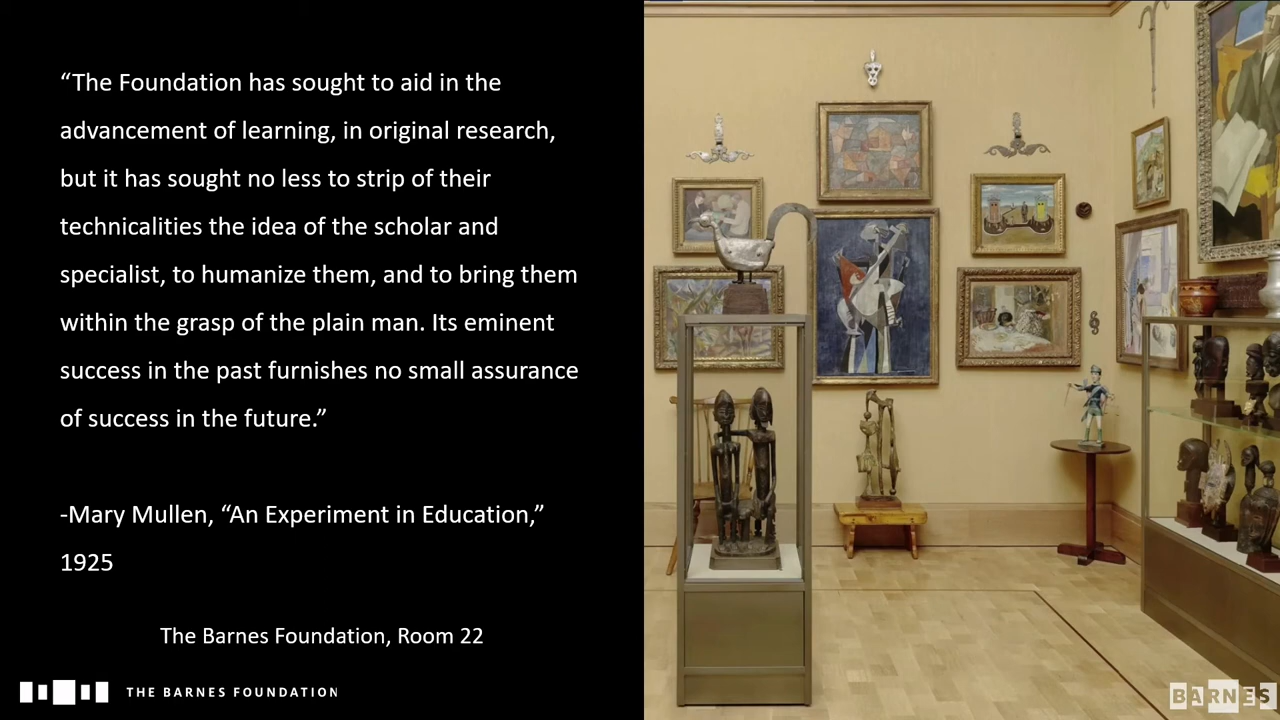 “The Foundation has sought to aid in the
advancement of learning, in original research,
but it has sought no less to strip of their
technicalities the idea of the scholar and
specialist, to humanize them, and to bring them
within the grasp of the plain man. Its eminent
success in the past furnishes no small assurance
of success in the future.”
-Mary Mullen, “An Experiment in Education,”
1925
The Barnes Foundation, Room 22
THE BARNES FOUNDATION
BARNES